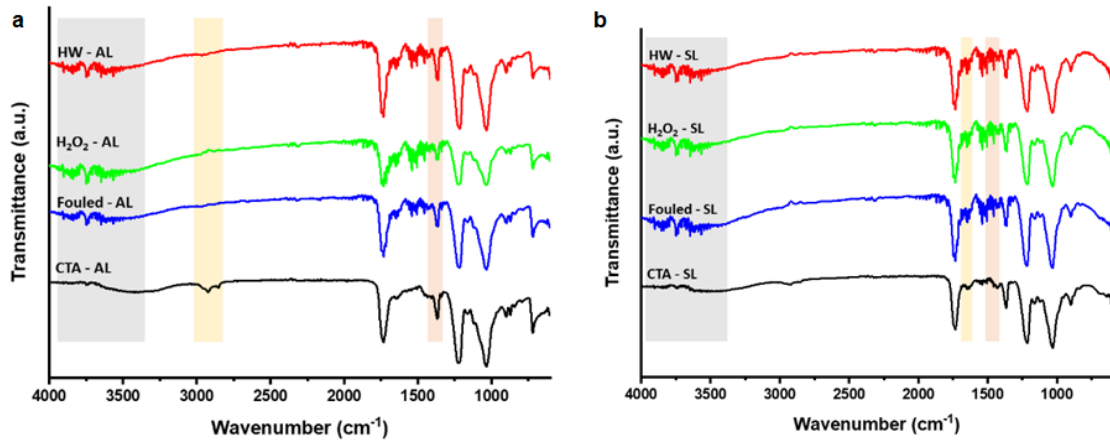 a
HW - AL
H₂O₂ - AL
Fouled - AL
CTA - AL
Transmittance (a.u.)
4000 3500 3000 2500 2000 1500 1000
Wavenumber (cm⁻¹)
b
HW - SL
H₂O₂ - SL
Fouled - SL
CTA - SL
Transmittance (a.u.)
4000 3500 3000 2500 2000 1500 1000
Wavenumber (cm⁻¹)